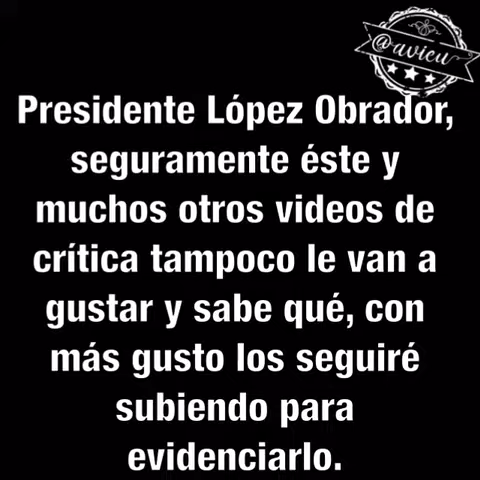 @avieu
Presidente López Obrador,
seguramente éste y
muchos otros videos de
crítica tampoco le van a
gustar y sabe qué, con
más gusto los seguiré
subiendo para
evidenciarlo.